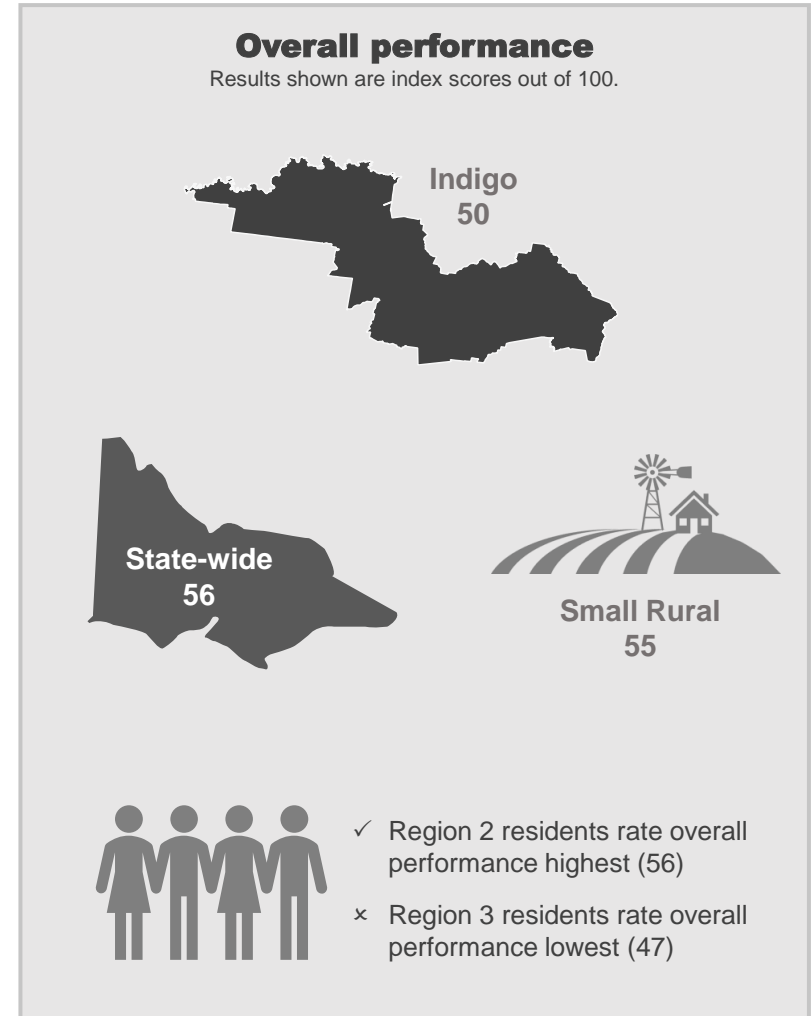 Overall performance
Results shown are index scores out of 100.
Indigo
50
State-wide
56
Small Rural
55
✓ Region 2 residents rate overall
performance highest (56)
× Region 3 residents rate overall
performance lowest (47)